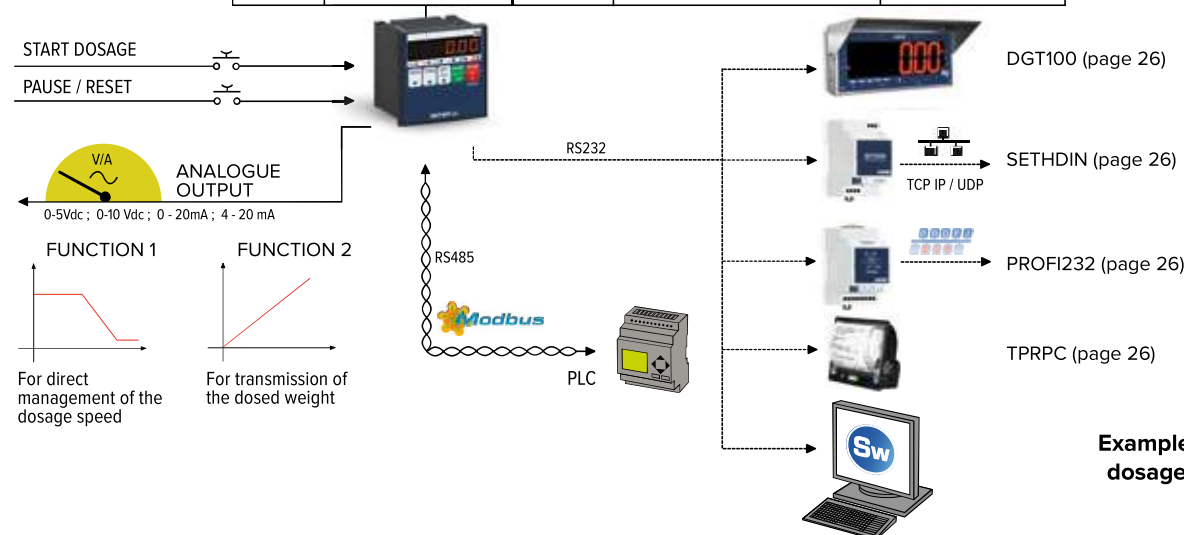 START DOSAGE
PAUSE / RESET
0.00
V/A
ANALOGUE
OUTPUT
0-5Vdc ; 0-10 Vdc ; 0 - 20mA ; 4 - 20 mA
FUNCTION 1
For direct
management of the
dosage speed
FUNCTION 2
For transmission of
the dosed weight
RS485
Modbus
PLC
RS232
000
DGT100 (page 26)
TCP IP / UDP
SETHDIN (page 26)
PROFI232 (page 26)
TPRPC (page 26)
Sw
Example
dosage